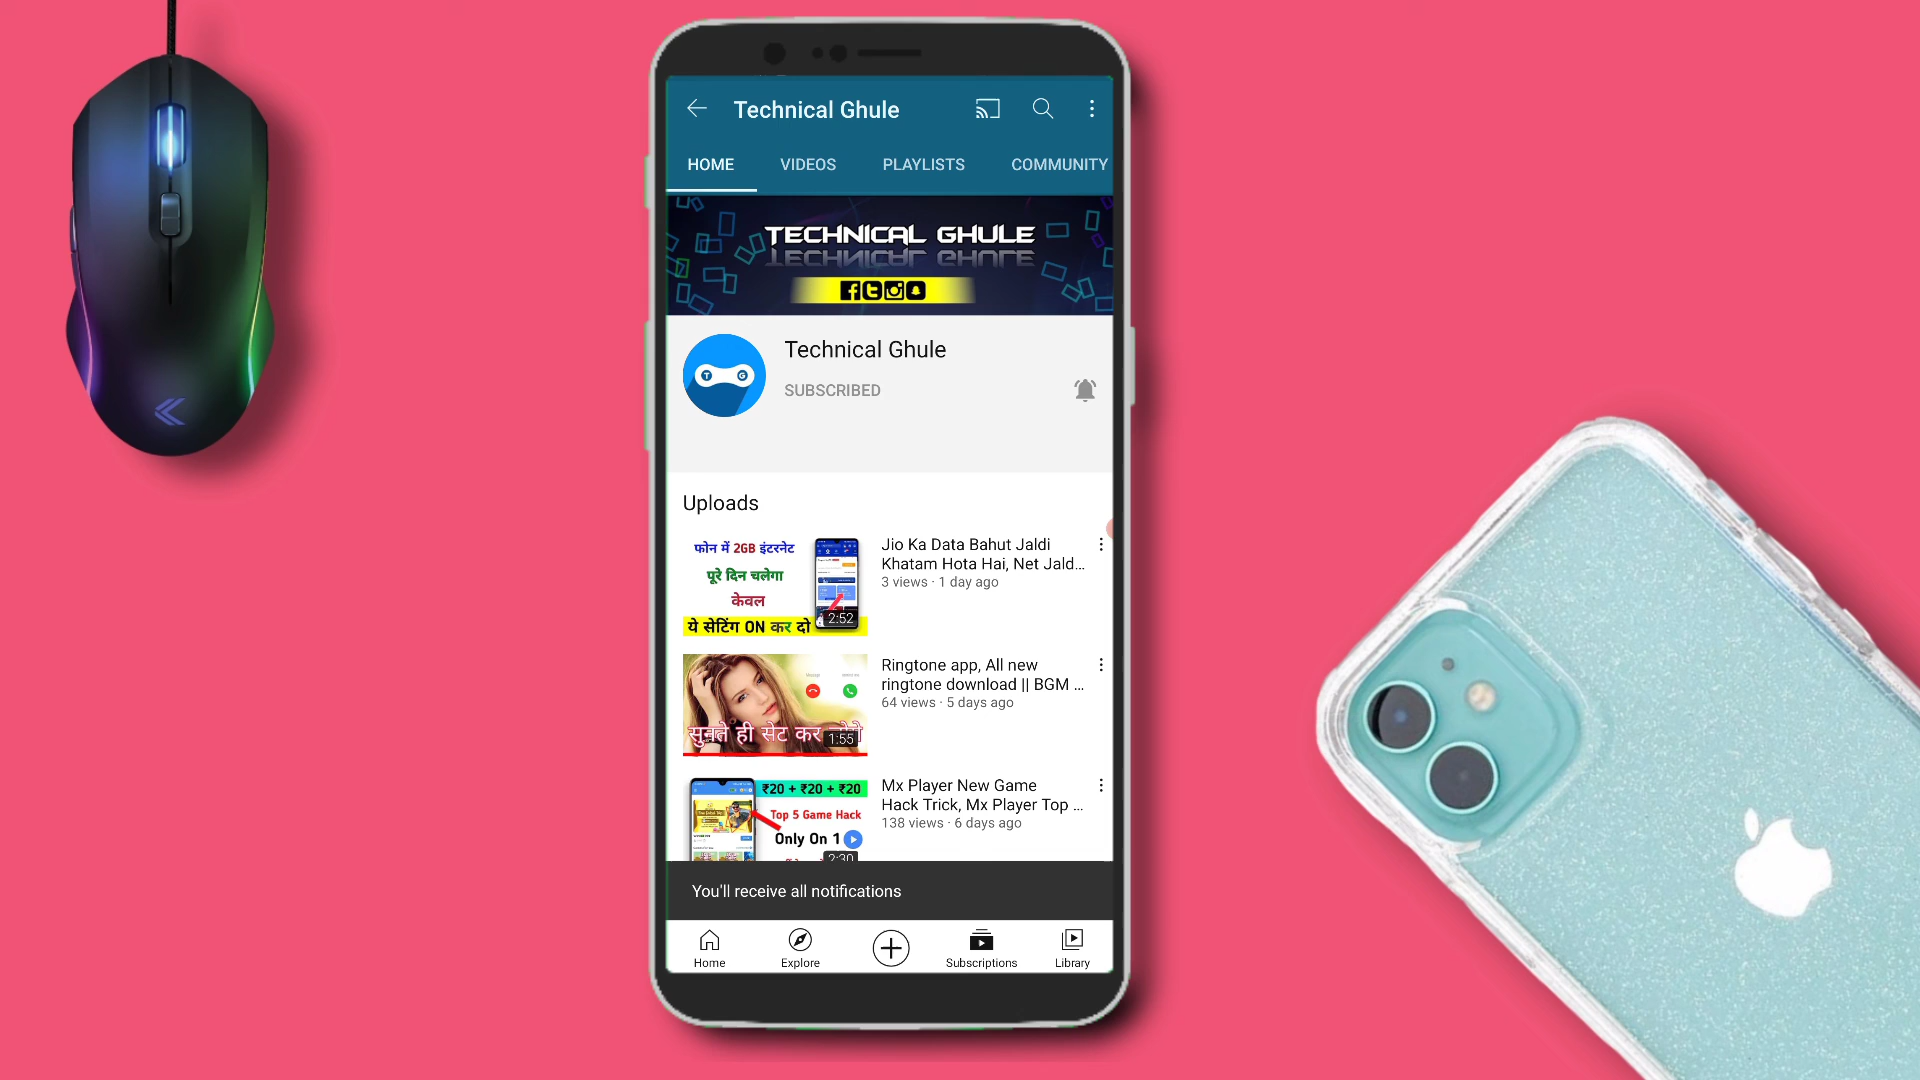 Technical Ghule
HOME VIDEOS PLAYLISTS COMMUNITY
TECHNICAL GHULE
Technical Ghule
SUBSCRIBED
Uploads
फोन में 2GB इंटरनेट
पूरे दिन चलेगा
केवल
ये सेटिंग ON कर दो
2:52
Jio Ka Data Bahut Jaldi
Khatam Hota Hai, Net Jald...
3 views · 1 day ago
सुनते ही सेट कर
1:55
Ringtone app, All new
ringtone download || BGM ...
64 views · 5 days ago
₹20 + ₹20 + ₹20
Top 5 Game Hack
Only On 1
2:30
Mx Player New Game
Hack Trick, Mx Player Top ...
138 views · 6 days ago
You'll receive all notifications
Home Explore Subscriptions Library